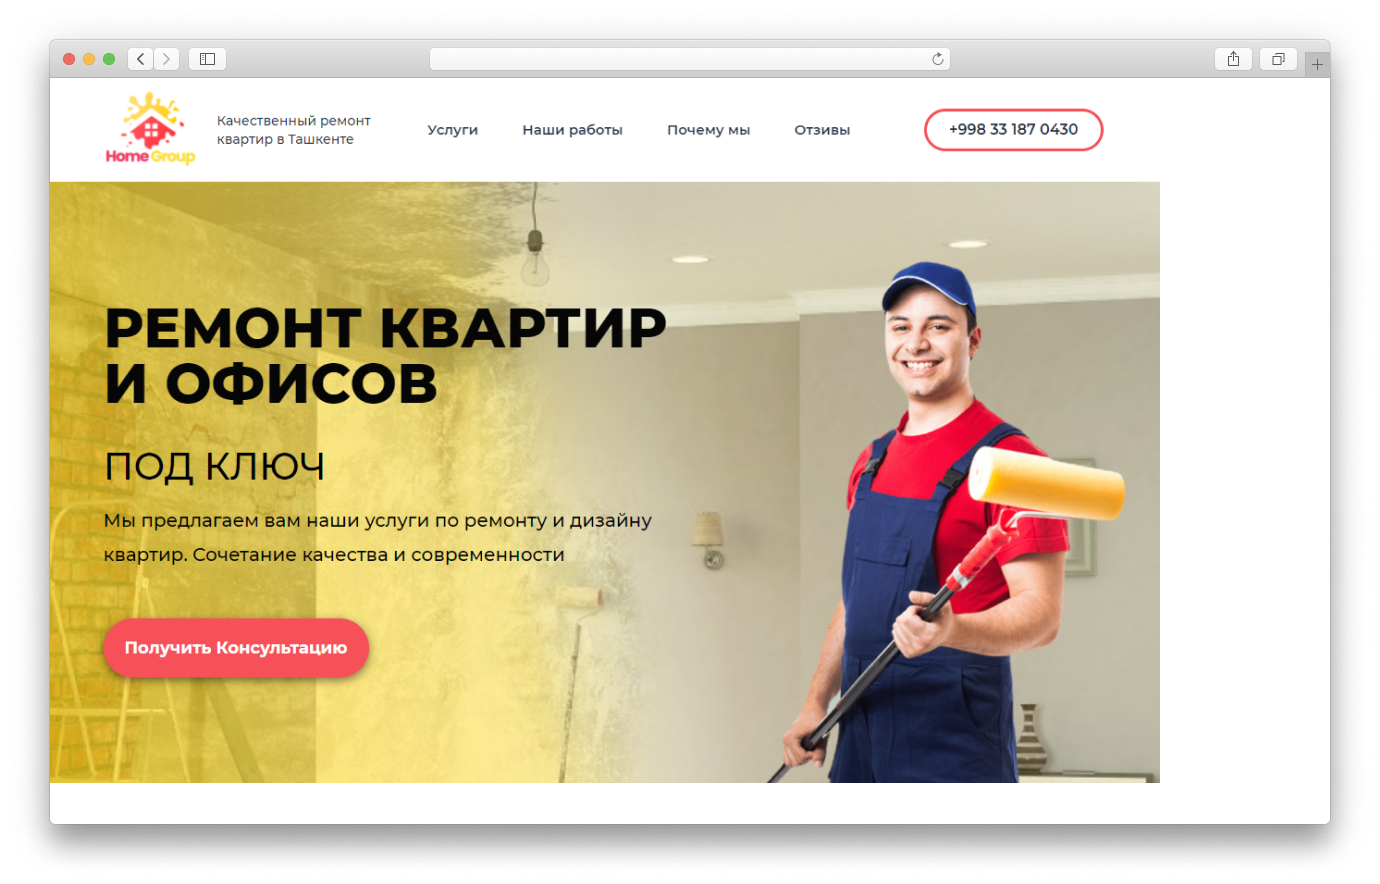 Home Group
Качественный ремонт
квартир в Ташкенте
Услуги
Наши работы
Почему мы
Отзывы
+998 33 187 0430
РЕМОНТ КВАРТИР
И ОФИСОВ
ПОД КЛЮЧ
Мы предлагаем вам наши услуги по ремонту и дизайну
квартир. Сочетание качества и современности
Получить Консультацию